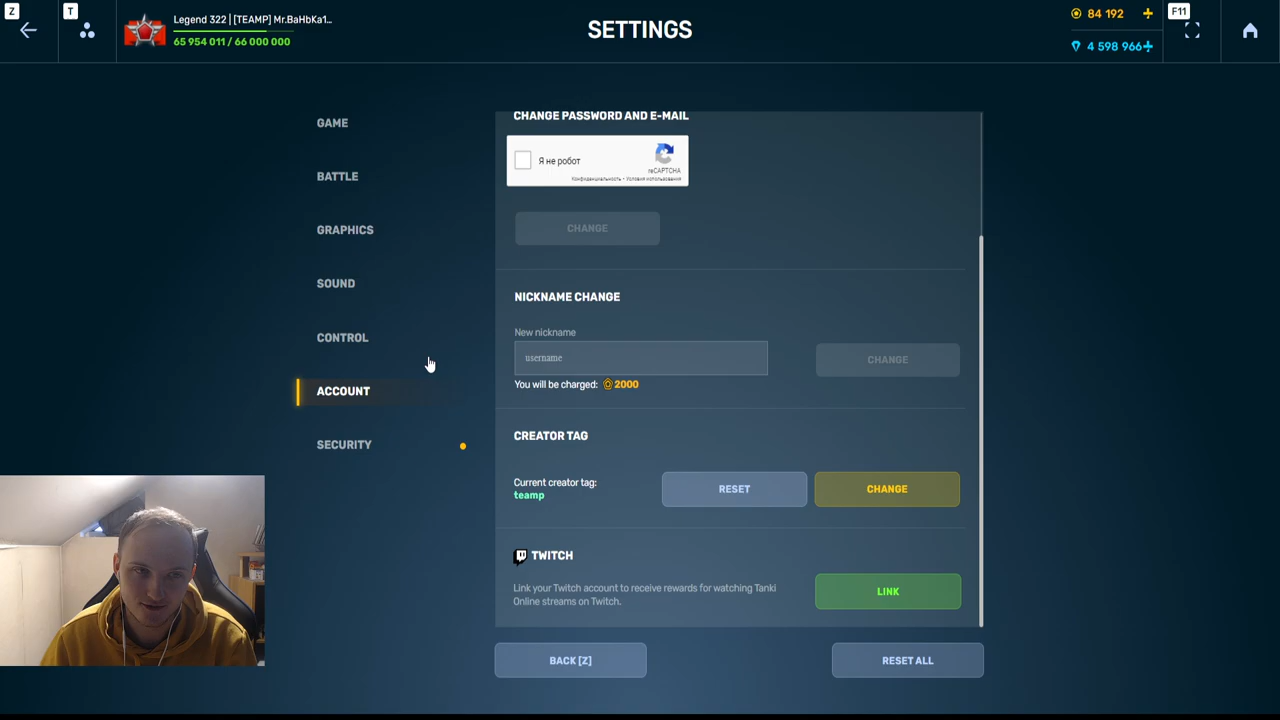 Z
T
Legend 322 | [TEAMP] Mr.BaHbKa1...
65 954 011 / 66 000 000
SETTINGS
84 192 +
4 598 966+
F11
GAME
BATTLE
GRAPHICS
SOUND
CONTROL
ACCOUNT
SECURITY
CHANGE PASSWORD AND E-MAIL
Я не робот
reCAPTCHA
Конфиденциальность • Условия использования
CHANGE
NICKNAME CHANGE
New nickname
username
CHANGE
You will be charged: 2000
CREATOR TAG
Current creator tag:
teamp
RESET
CHANGE
TWITCH
Link your Twitch account to receive rewards for watching Tanki
Online streams on Twitch.
LINK
BACK [Z]
RESET ALL